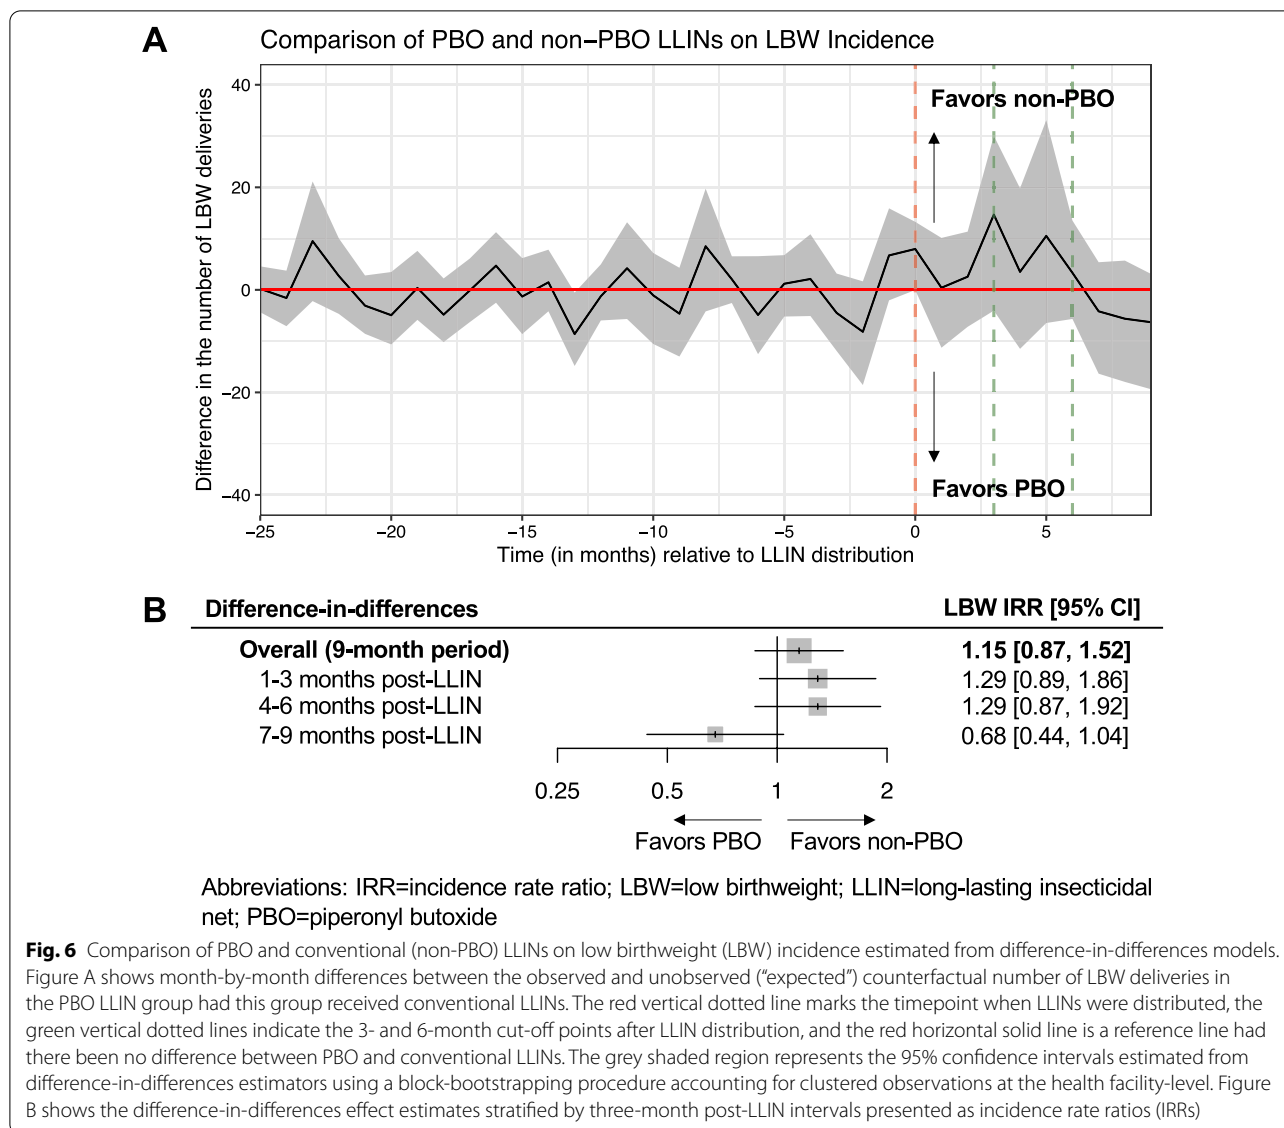 A
Comparison of PBO and non−PBO LLINs on LBW Incidence
Difference in the number of LBW deliveries
40
20
0
−20
−40
Favors non-PBO
Favors PBO
−25 −20 −15 −10 −5 0 5
Time (in months) relative to LLIN distribution
B
Difference-in-differences LBW IRR [95% CI]
Overall (9-month period) 1.15 [0.87, 1.52]
1-3 months post-LLIN 1.29 [0.89, 1.86]
4-6 months post-LLIN 1.29 [0.87, 1.92]
7-9 months post-LLIN 0.68 [0.44, 1.04]
0.25 0.5 1 2
Favors PBO Favors non-PBO
Abbreviations: IRR=incidence rate ratio; LBW=low birthweight; LLIN=long-lasting insecticidal
net; PBO=piperonyl butoxide
Fig. 6 Comparison of PBO and conventional (non-PBO) LLINs on low birthweight (LBW) incidence estimated from difference-in-differences models.
Figure A shows month-by-month differences between the observed and unobserved (“expected”) counterfactual number of LBW deliveries in
the PBO LLIN group had this group received conventional LLINs. The red vertical dotted line marks the timepoint when LLINs were distributed, the
green vertical dotted lines indicate the 3- and 6-month cut-off points after LLIN distribution, and the red horizontal solid line is a reference line had
there been no difference between PBO and conventional LLINs. The grey shaded region represents the 95% confidence intervals estimated from
difference-in-differences estimators using a block-bootstrapping procedure accounting for clustered observations at the health facility-level. Figure
B shows the difference-in-differences effect estimates stratified by three-month post-LLIN intervals presented as incidence rate ratios (IRRs)